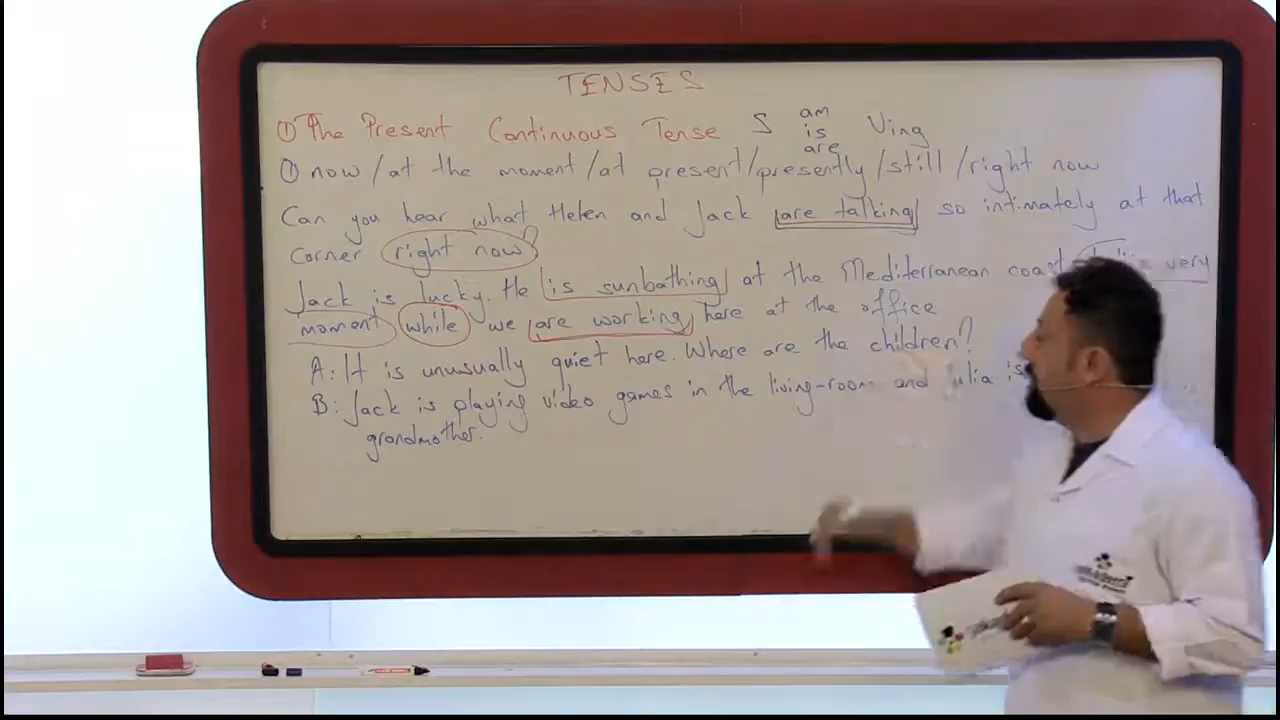 TENSES
① The Present Continuous Tense S am is are Ving
① now / at the moment / at present / presently / still / right now
Can you hear what Helen and Jack are talking so intimately at that
corner right now?
Jack is lucky. He is sunbathing at the Mediterranean coast very
moment while we are working here at the office
A: It is unusually quiet here. Where are the children?
B: Jack is playing video games in the living-room and Julia is
grandmother.